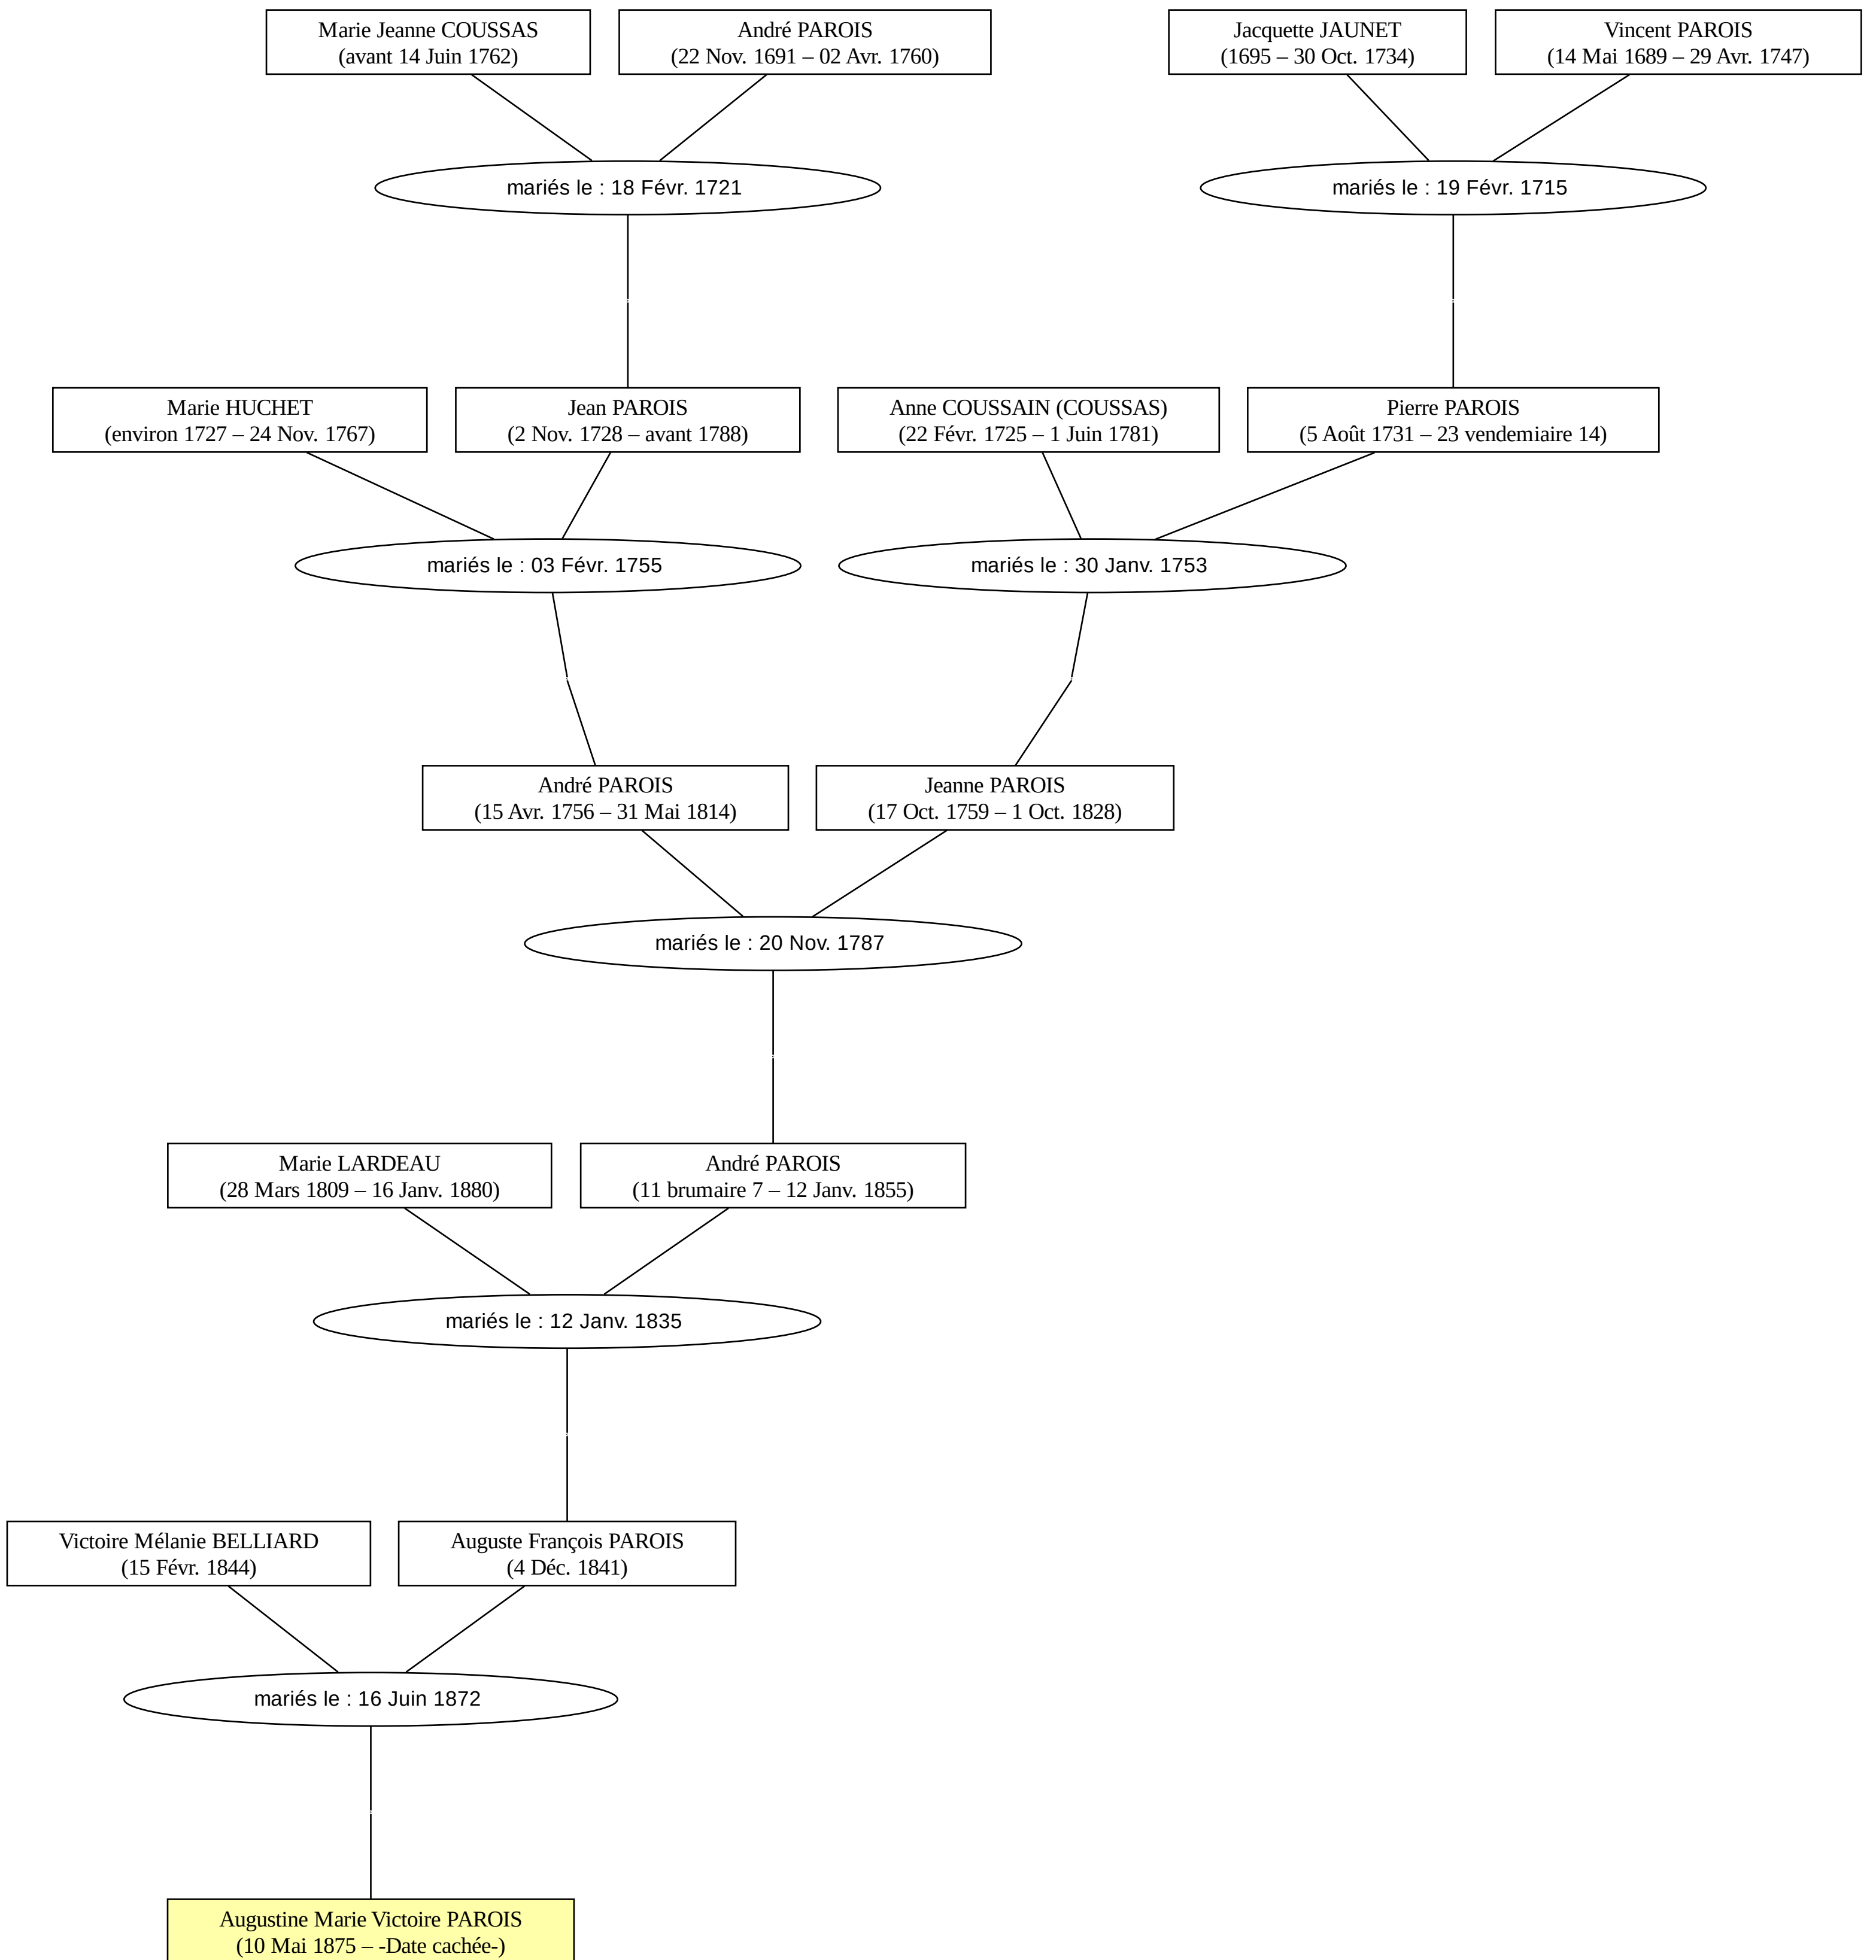 Marie Jeanne COUSSAS
(avant 14 Juin 1762)
André PAROIS
(22 Nov. 1691 – 02 Avr. 1760)
Jacquette JAUNET
(1695 – 30 Oct. 1734)
Vincent PAROIS
(14 Mai 1689 – 29 Avr. 1747)
mariés le : 18 Févr. 1721
mariés le : 19 Févr. 1715
Marie HUCHET
(environ 1727 – 24 Nov. 1767)
Jean PAROIS
(2 Nov. 1728 – avant 1788)
Anne COUSSAIN (COUSSAS)
(22 Févr. 1725 – 1 Juin 1781)
Pierre PAROIS
(5 Août 1731 – 23 vendemiaire 14)
mariés le : 03 Févr. 1755
mariés le : 30 Janv. 1753
André PAROIS
(15 Avr. 1756 – 31 Mai 1814)
Jeanne PAROIS
(17 Oct. 1759 – 1 Oct. 1828)
mariés le : 20 Nov. 1787
Marie LARDEAU
(28 Mars 1809 – 16 Janv. 1880)
André PAROIS
(11 brumaire 7 – 12 Janv. 1855)
mariés le : 12 Janv. 1835
Victoire Mélanie BELLIARD
(15 Févr. 1844)
Auguste François PAROIS
(4 Déc. 1841)
mariés le : 16 Juin 1872
Augustine Marie Victoire PAROIS
(10 Mai 1875 – -Date cachée-)